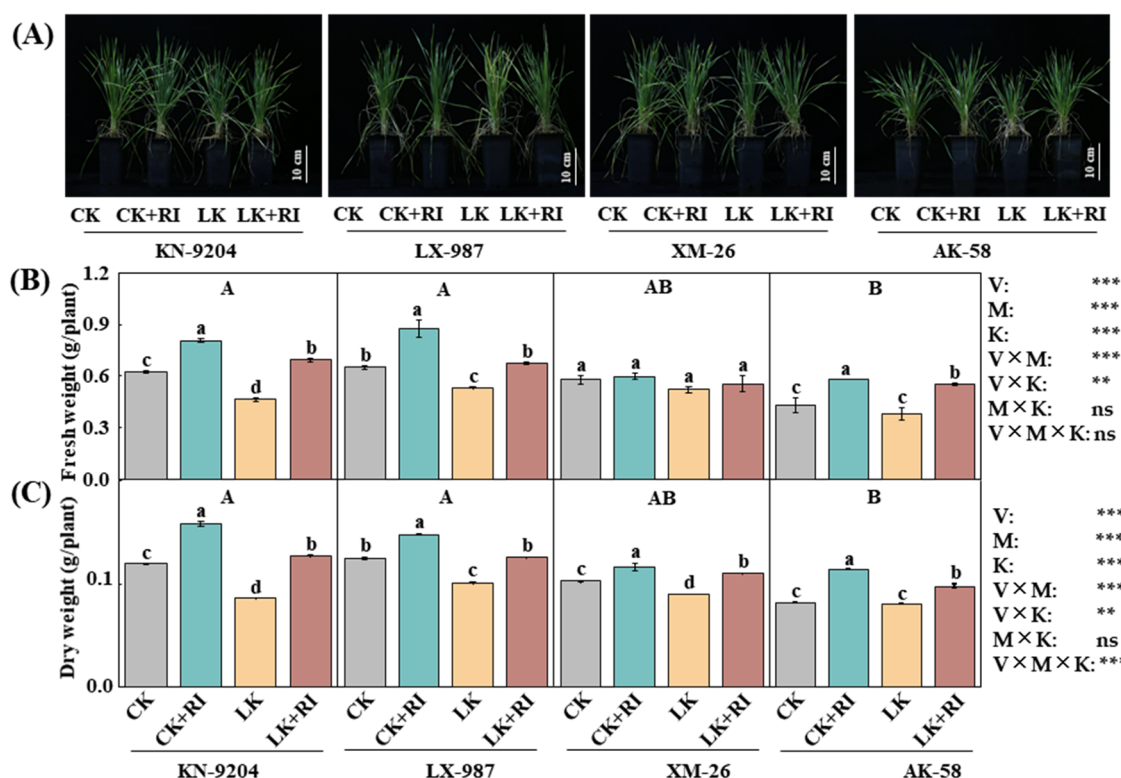 (A)
10 cm 10 cm 10 cm 10 cm
CK CK+RI LK LK+RI CK CK+RI LK LK+RI CK CK+RI LK LK+RI CK CK+RI LK LK+RI
KN-9204 LX-987 XM-26 AK-58
(B)
Fresh weight (g/plant)
1.2
0.9
0.6
0.3
0.0
A A AB B
c a d b b a c b a a a a c a c b
V: ***
M: ***
K: ***
V×M: ***
V×K: **
M×K: ns
V×M×K: ns
(C)
Dry weight (g/plant)
0.1
0.0
A A AB B
c a d b b a c b c a d b c a c b
V: ***
M: ***
K: ***
V×M: ***
V×K: **
M×K: ns
V×M×K: ***
CK CK+RI LK LK+RI CK CK+RI LK LK+RI CK CK+RI LK LK+RI CK CK+RI LK LK+RI
KN-9204 LX-987 XM-26 AK-58